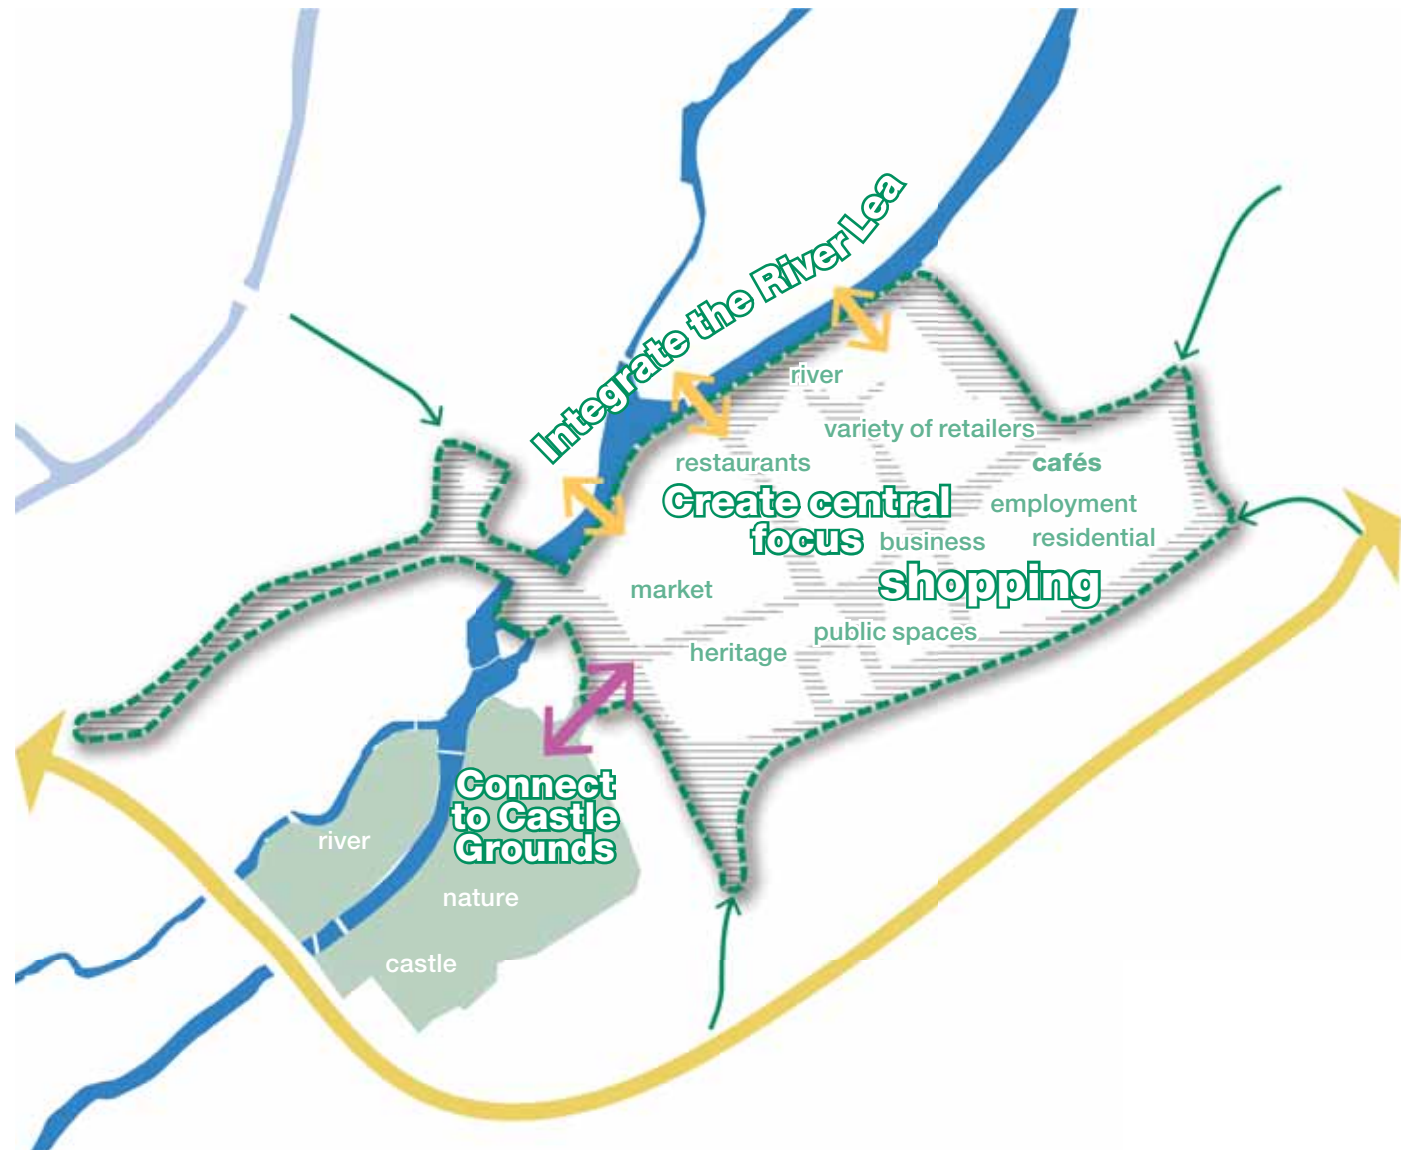 Integrate the River Lea
river
variety of retailers
restaurants
cafés
Create central
focus
employment
business
residential
shopping
market
public spaces
heritage
Connect
to Castle
Grounds
river
nature
castle